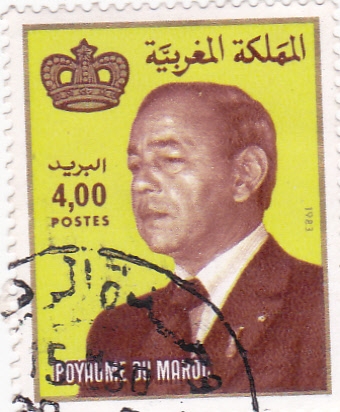 المملكة المغربية
البريد
4,00
POSTES
1983
ROYAUME DU MAROC